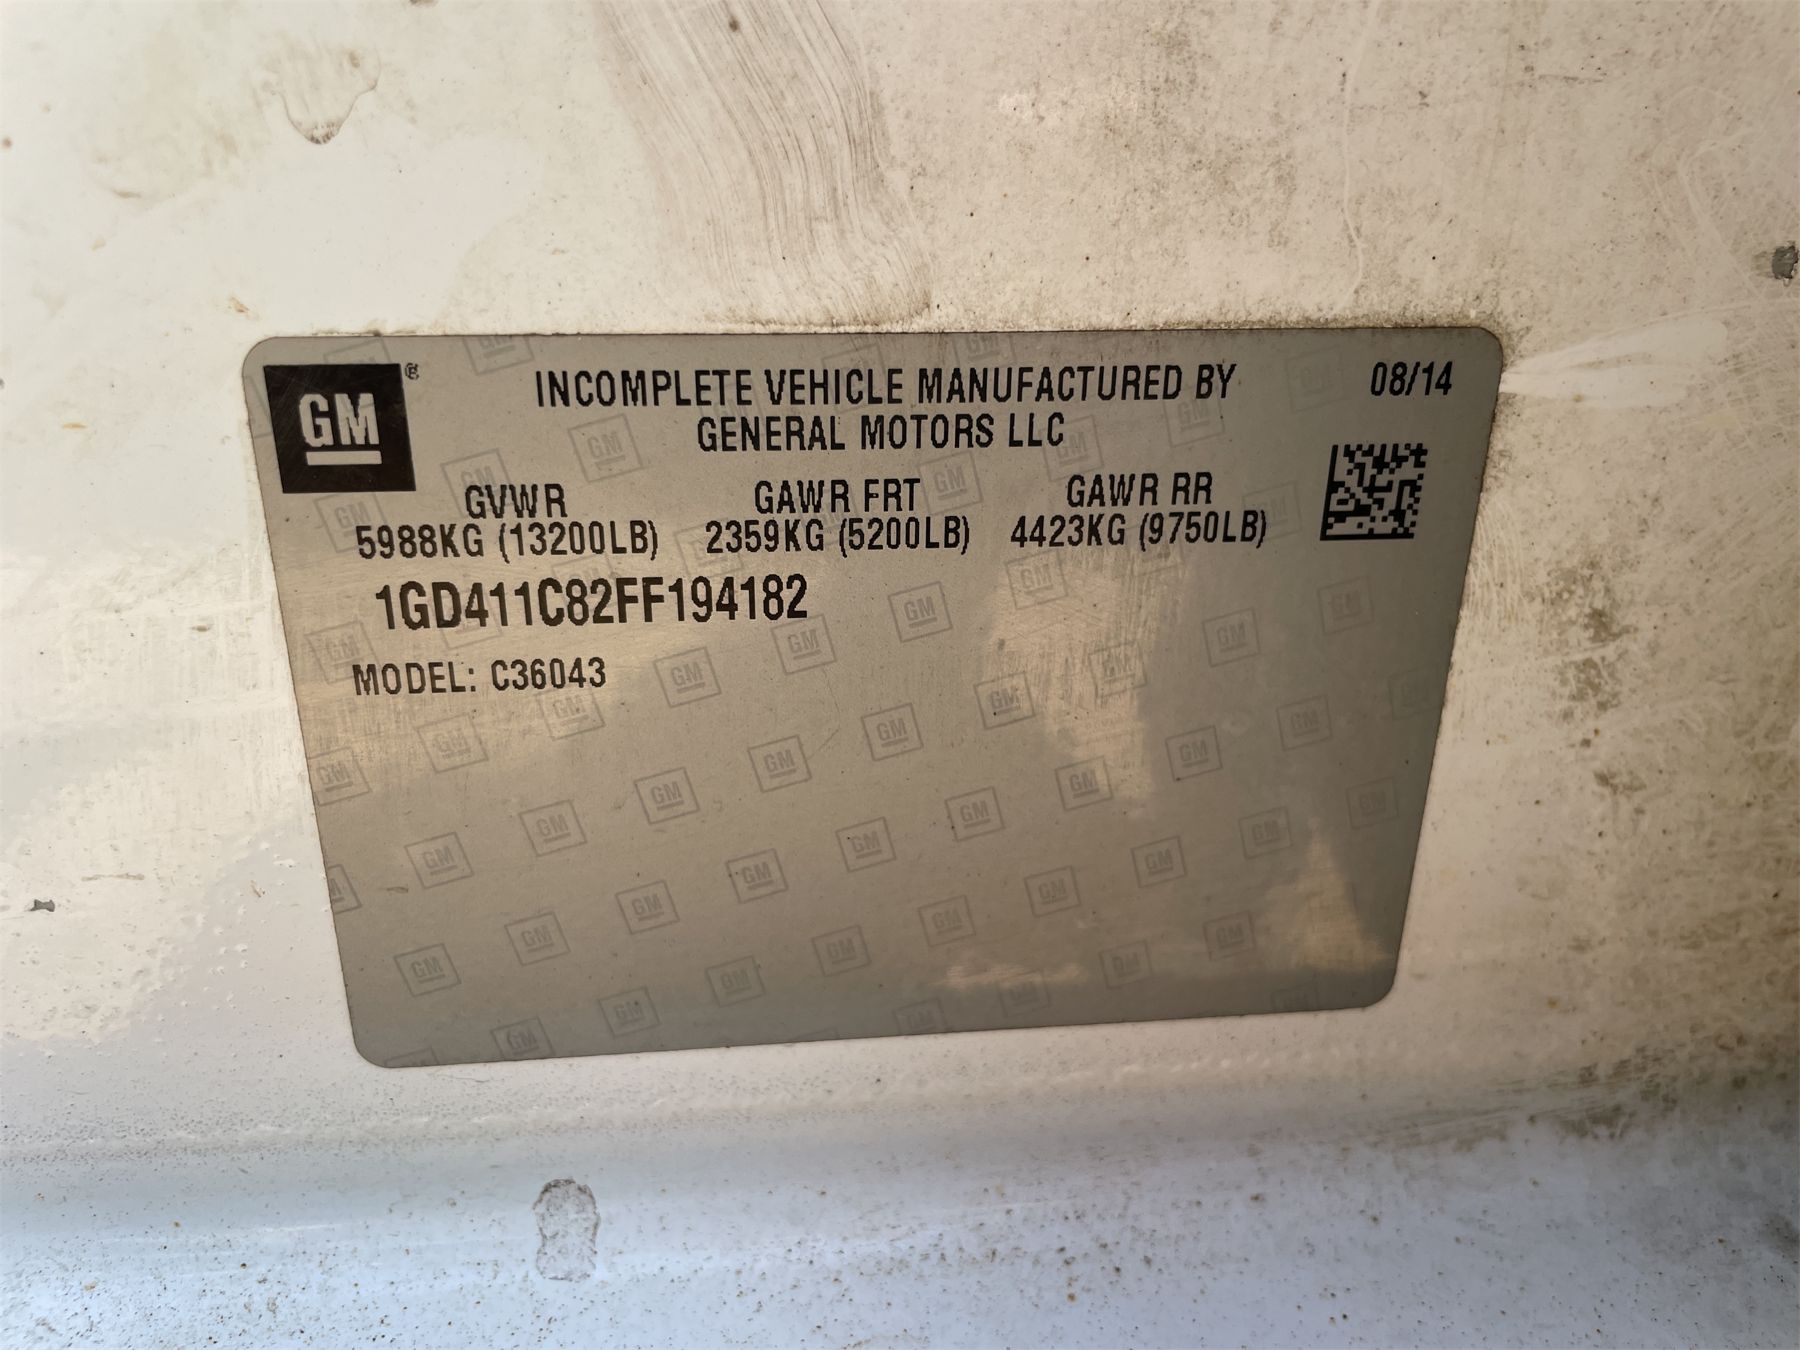 GM®
INCOMPLETE VEHICLE MANUFACTURED BY
08/14
GENERAL MOTORS LLC
GVWR
GAWR FRT
GAWR RR
5988KG (13200LB)
2359KG (5200LB)
4423KG (9750LB)
1GD411C82FF194182
MODEL: C36043